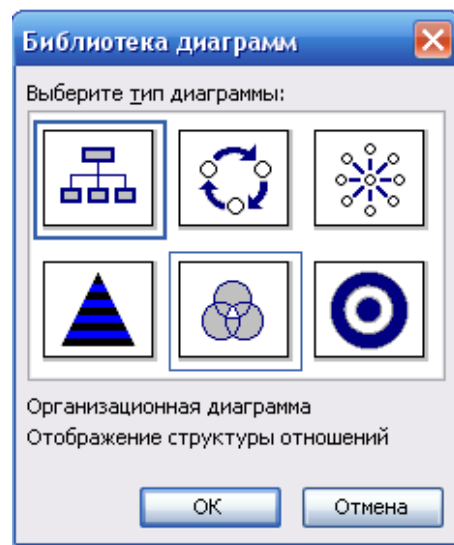 Библиотека диаграмм
Выберите тип диаграммы:
Организационная диаграмма
Отображение структуры отношений
ОК
Отмена